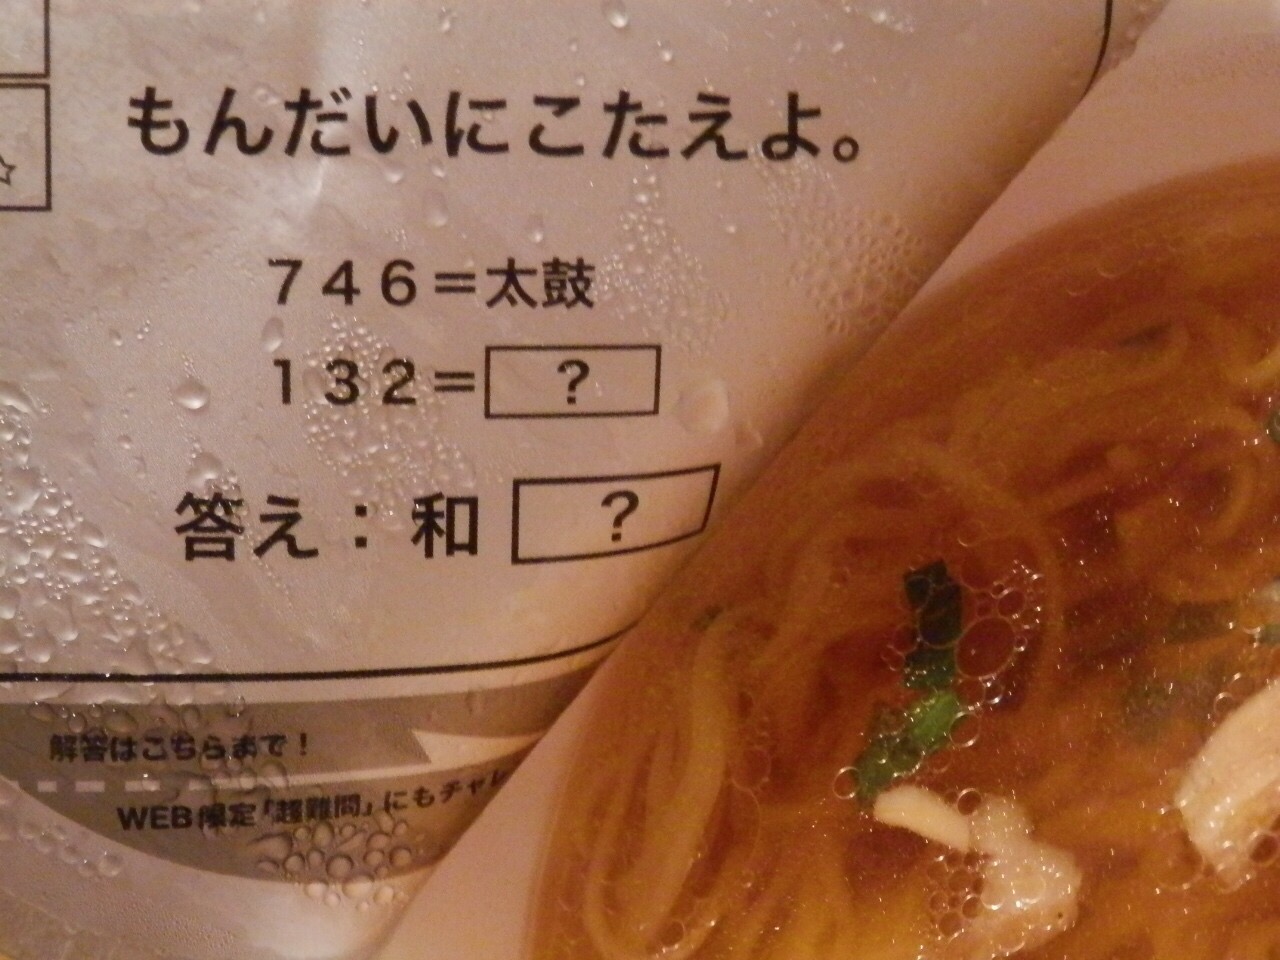 もんだいにこたえよ。
７４６＝太鼓
１３２＝ ?
答え：和 ?
解答はこちらまで！
WEB限定「超難問」にもチャレ